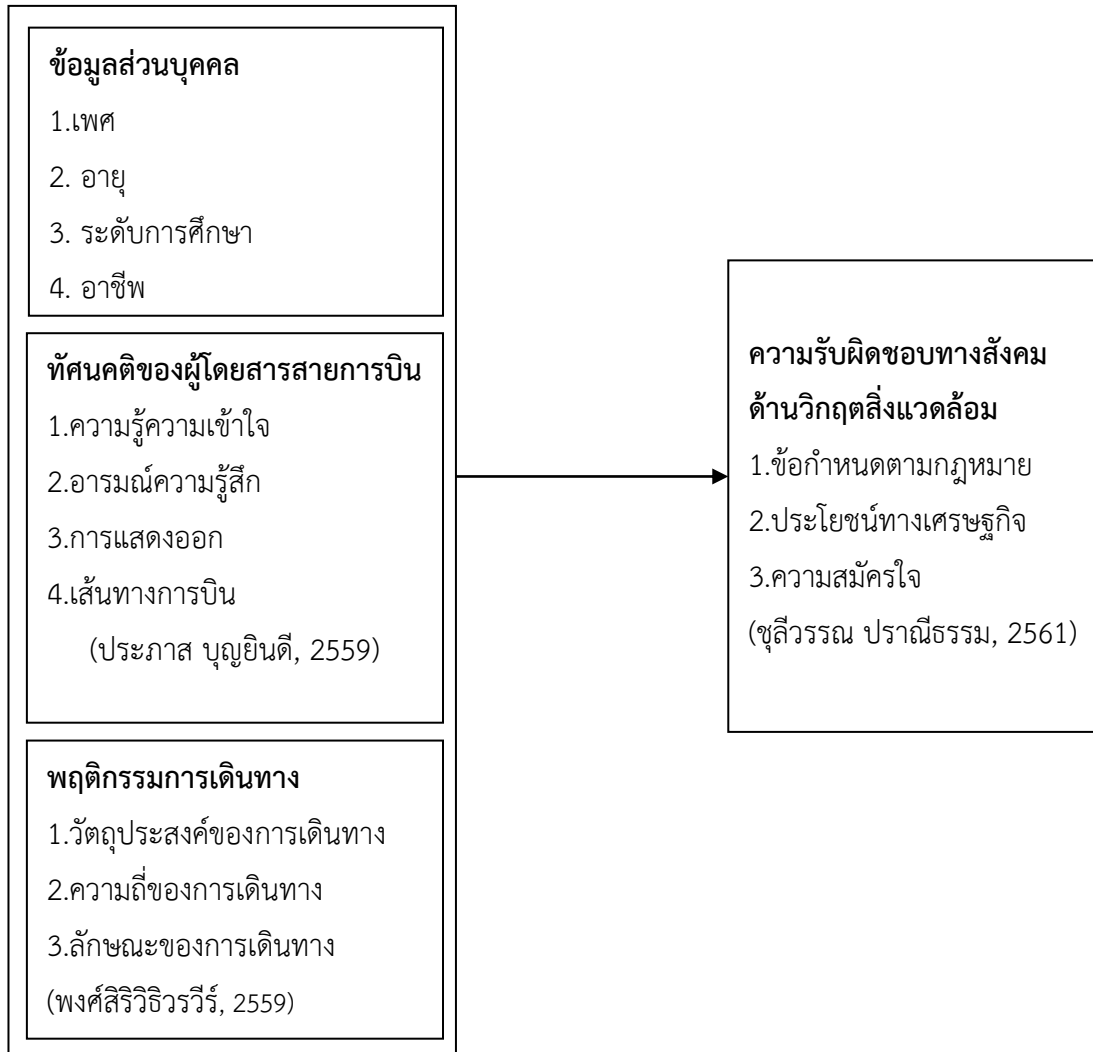 ข้อมูลส่วนบุคคล
1.เพศ
2. อายุ
3. ระดับการศึกษา
4. อาชีพ
ทัศนคติของผู้โดยสารสายการบิน
1.ความรู้ความเข้าใจ
2.อารมณ์ความรู้สึก
3.การแสดงออก
4.เส้นทางการบิน
(ประภาส บุญยินดี, 2559)
พฤติกรรมการเดินทาง
1.วัตถุประสงค์ของการเดินทาง
2.ความถี่ของการเดินทาง
3.ลักษณะของการเดินทาง
(พงศ์สิริวิธิวรวีร์, 2559)
ความรับผิดชอบทางสังคม
ด้านวิกฤตสิ่งแวดล้อม
1.ข้อกำหนดตามกฎหมาย
2.ประโยชน์ทางเศรษฐกิจ
3.ความสมัครใจ
(ชุลีวรรณ ปราณีธรรม, 2561)